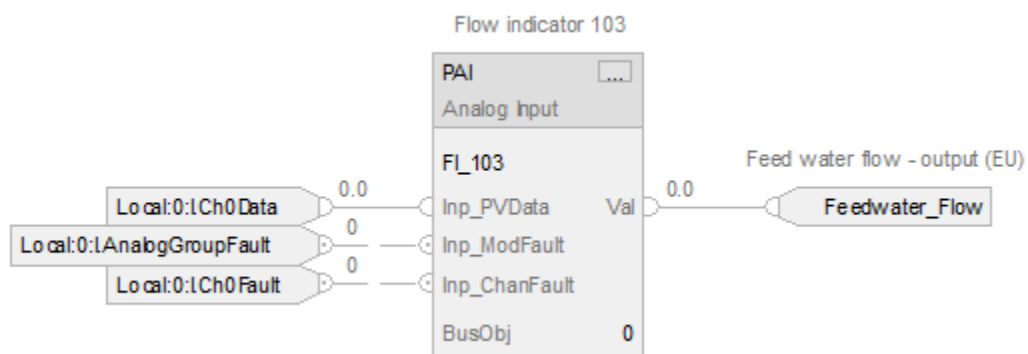 Flow indicator 103
PAI ...
Analog Input
FI_103
Feed water flow - output (EU)
Local:0:I.Ch0Data 0.0 Inp_PVData Val 0.0 Feedwater_Flow
Local:0:I.AnalogGroupFault 0 Inp_ModFault
Local:0:I.Ch0Fault 0 Inp_ChanFault
BusObj 0